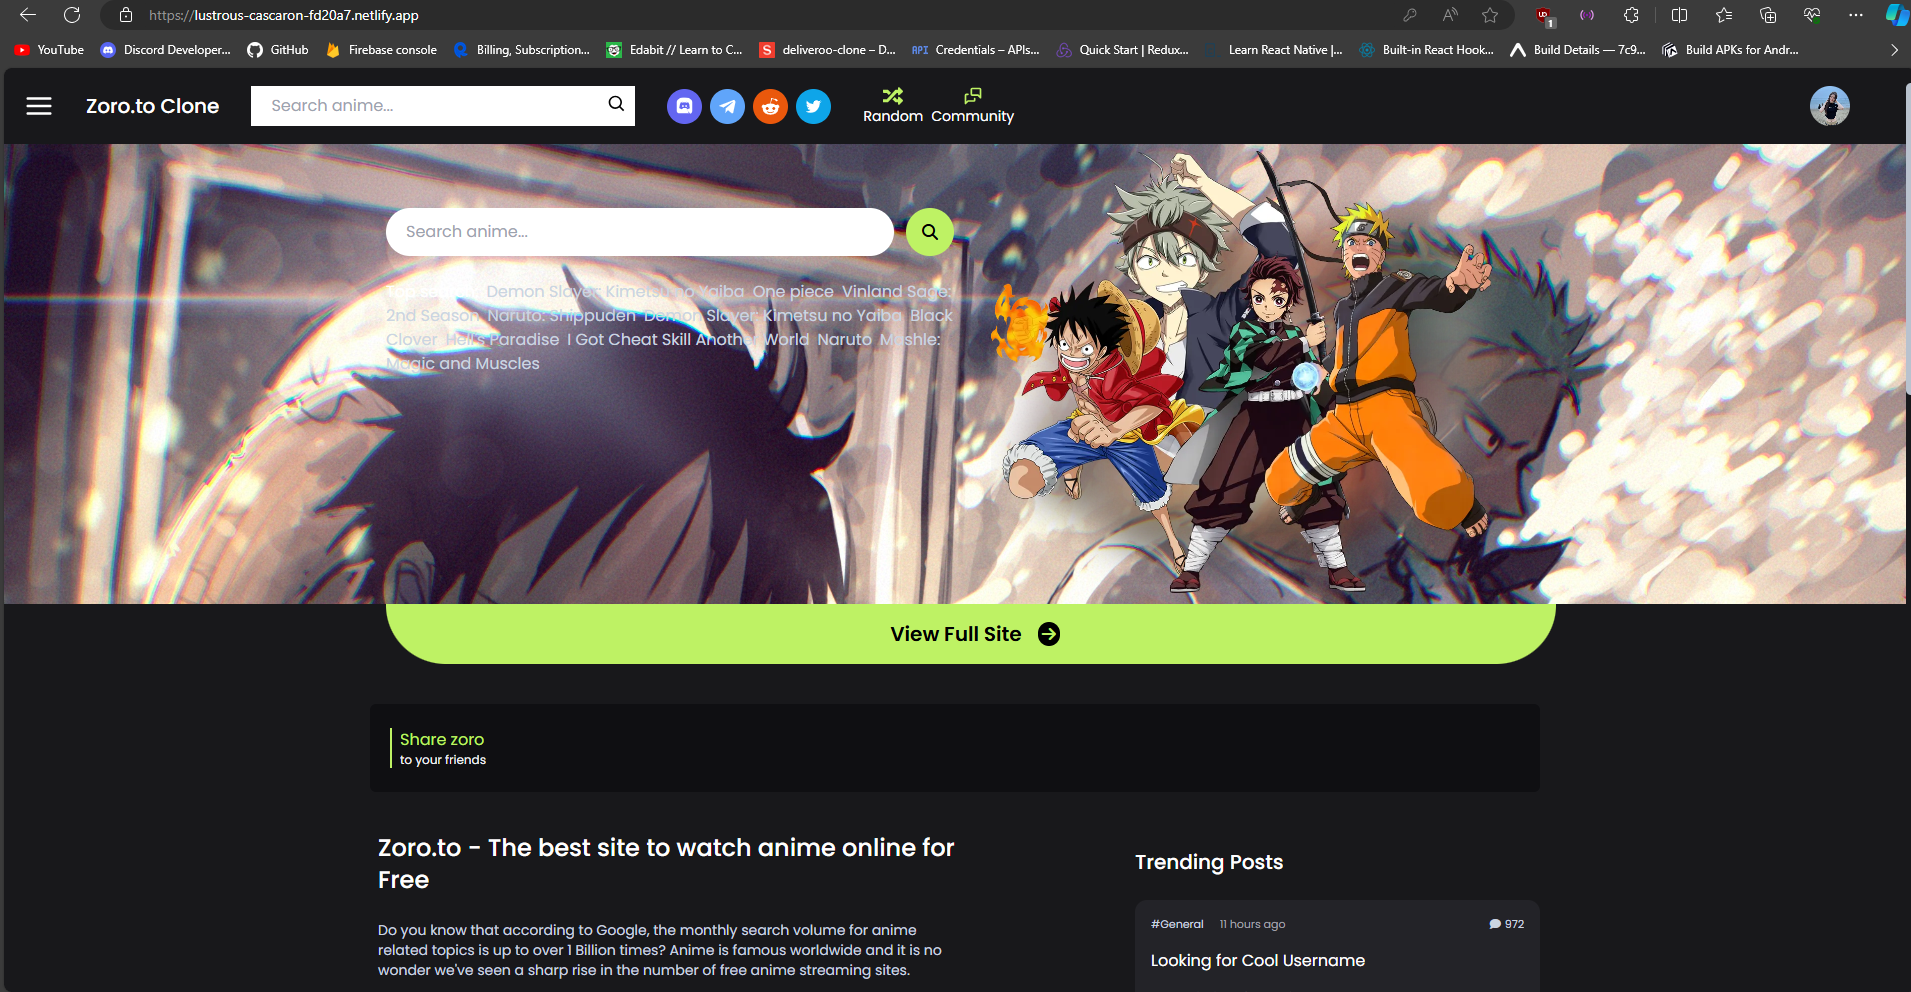 https://lustrous-cascaron-fd20a7.netlify.app
1
YouTube
Discord Developer...
GitHub
Firebase console
Billing, Subscription...
Edabit // Learn to C...
deliveroo-clone – D...
API
Credentials – APIs...
Quick Start | Redux...
Learn React Native |...
Built-in React Hook...
Build Details — 7c9...
Build APKs for Andr...
Zoro.to Clone
Search anime...
Random
Community
Search anime...
Demon Slayer: Kimetsu no Yaiba One piece Vinland Saga:
2nd Season Naruto: Shippuden Demon Slayer: Kimetsu no Yaiba Black
Clover Hell's Paradise I Got Cheat Skill Another World Naruto Mashle:
Magic and Muscles
View Full Site
Share zoro
to your friends
Zoro.to - The best site to watch anime online for
Free
Do you know that according to Google, the monthly search volume for anime
related topics is up to over 1 Billion times? Anime is famous worldwide and it is no
wonder we've seen a sharp rise in the number of free anime streaming sites.
Trending Posts
#General 11 hours ago 972
Looking for Cool Username